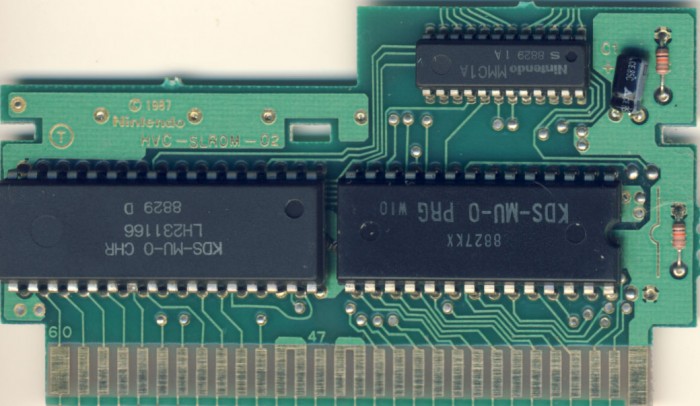 Nintendo
MMC1A
S 8829 1A
C1
+
© 1987
Nintendo
HVC-SLROM-02
T
KDS-MU-0 CHR
LH231166
8829 D
KDS-MU-0 PRG W10
8827KX
60
47